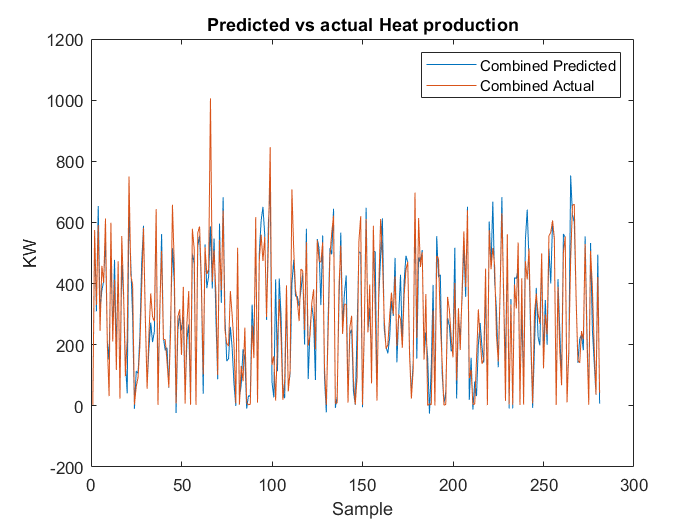 Predicted vs actual Heat production
1200
1000
800
600
400
200
0
-200
KW
Combined Predicted
Combined Actual
0 50 100 150 200 250 300
Sample